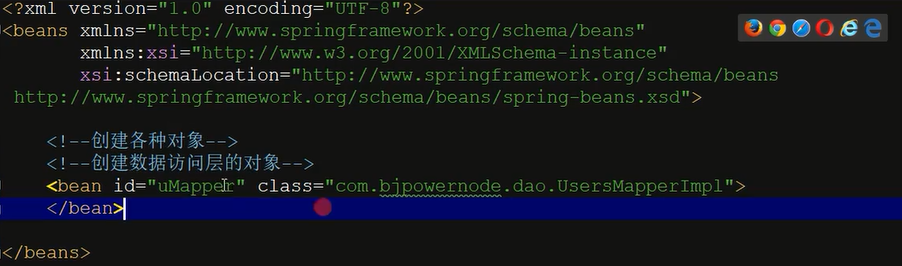 <?xml version="1.0" encoding="UTF-8"?>
<beans xmlns="http://www.springframework.org/schema/beans"
xmlns:xsi="http://www.w3.org/2001/XMLSchema-instance"
xsi:schemaLocation="http://www.springframework.org/schema/beans
http://www.springframework.org/schema/beans/spring-beans.xsd">
<!--创建各种对象-->
<!--创建数据访问层的对象-->
<bean id="uMapper" class="com.bjpowernode.dao.UsersMapperImpl">
</bean>
</beans>